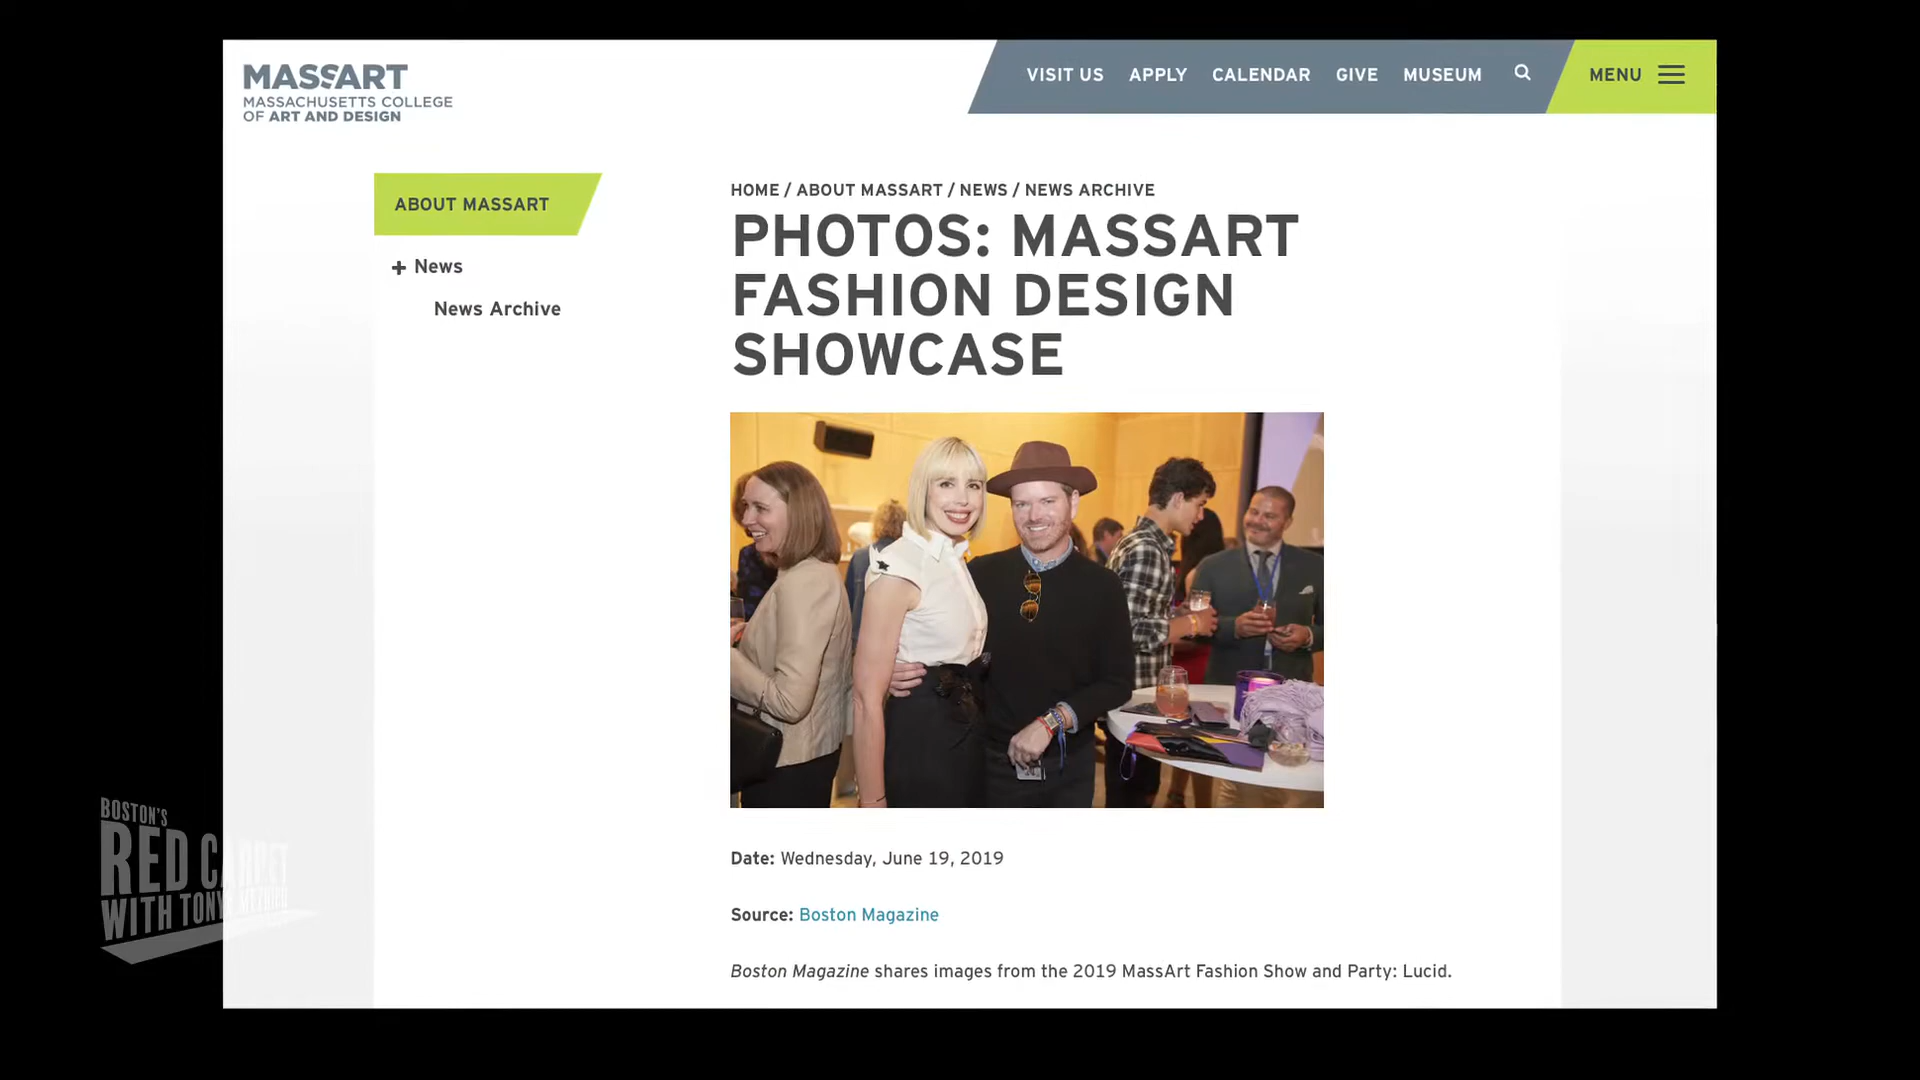 MASSART
MASSACHUSETTS COLLEGE
OF ART AND DESIGN
VISIT US APPLY CALENDAR GIVE MUSEUM MENU
ABOUT MASSART
+ News
News Archive
HOME / ABOUT MASSART / NEWS / NEWS ARCHIVE
PHOTOS: MASSART
FASHION DESIGN
SHOWCASE
Date: Wednesday, June 19, 2019
Source: Boston Magazine
Boston Magazine shares images from the 2019 MassArt Fashion Show and Party: Lucid.
BOSTON'S
RED CARPET
WITH TONY